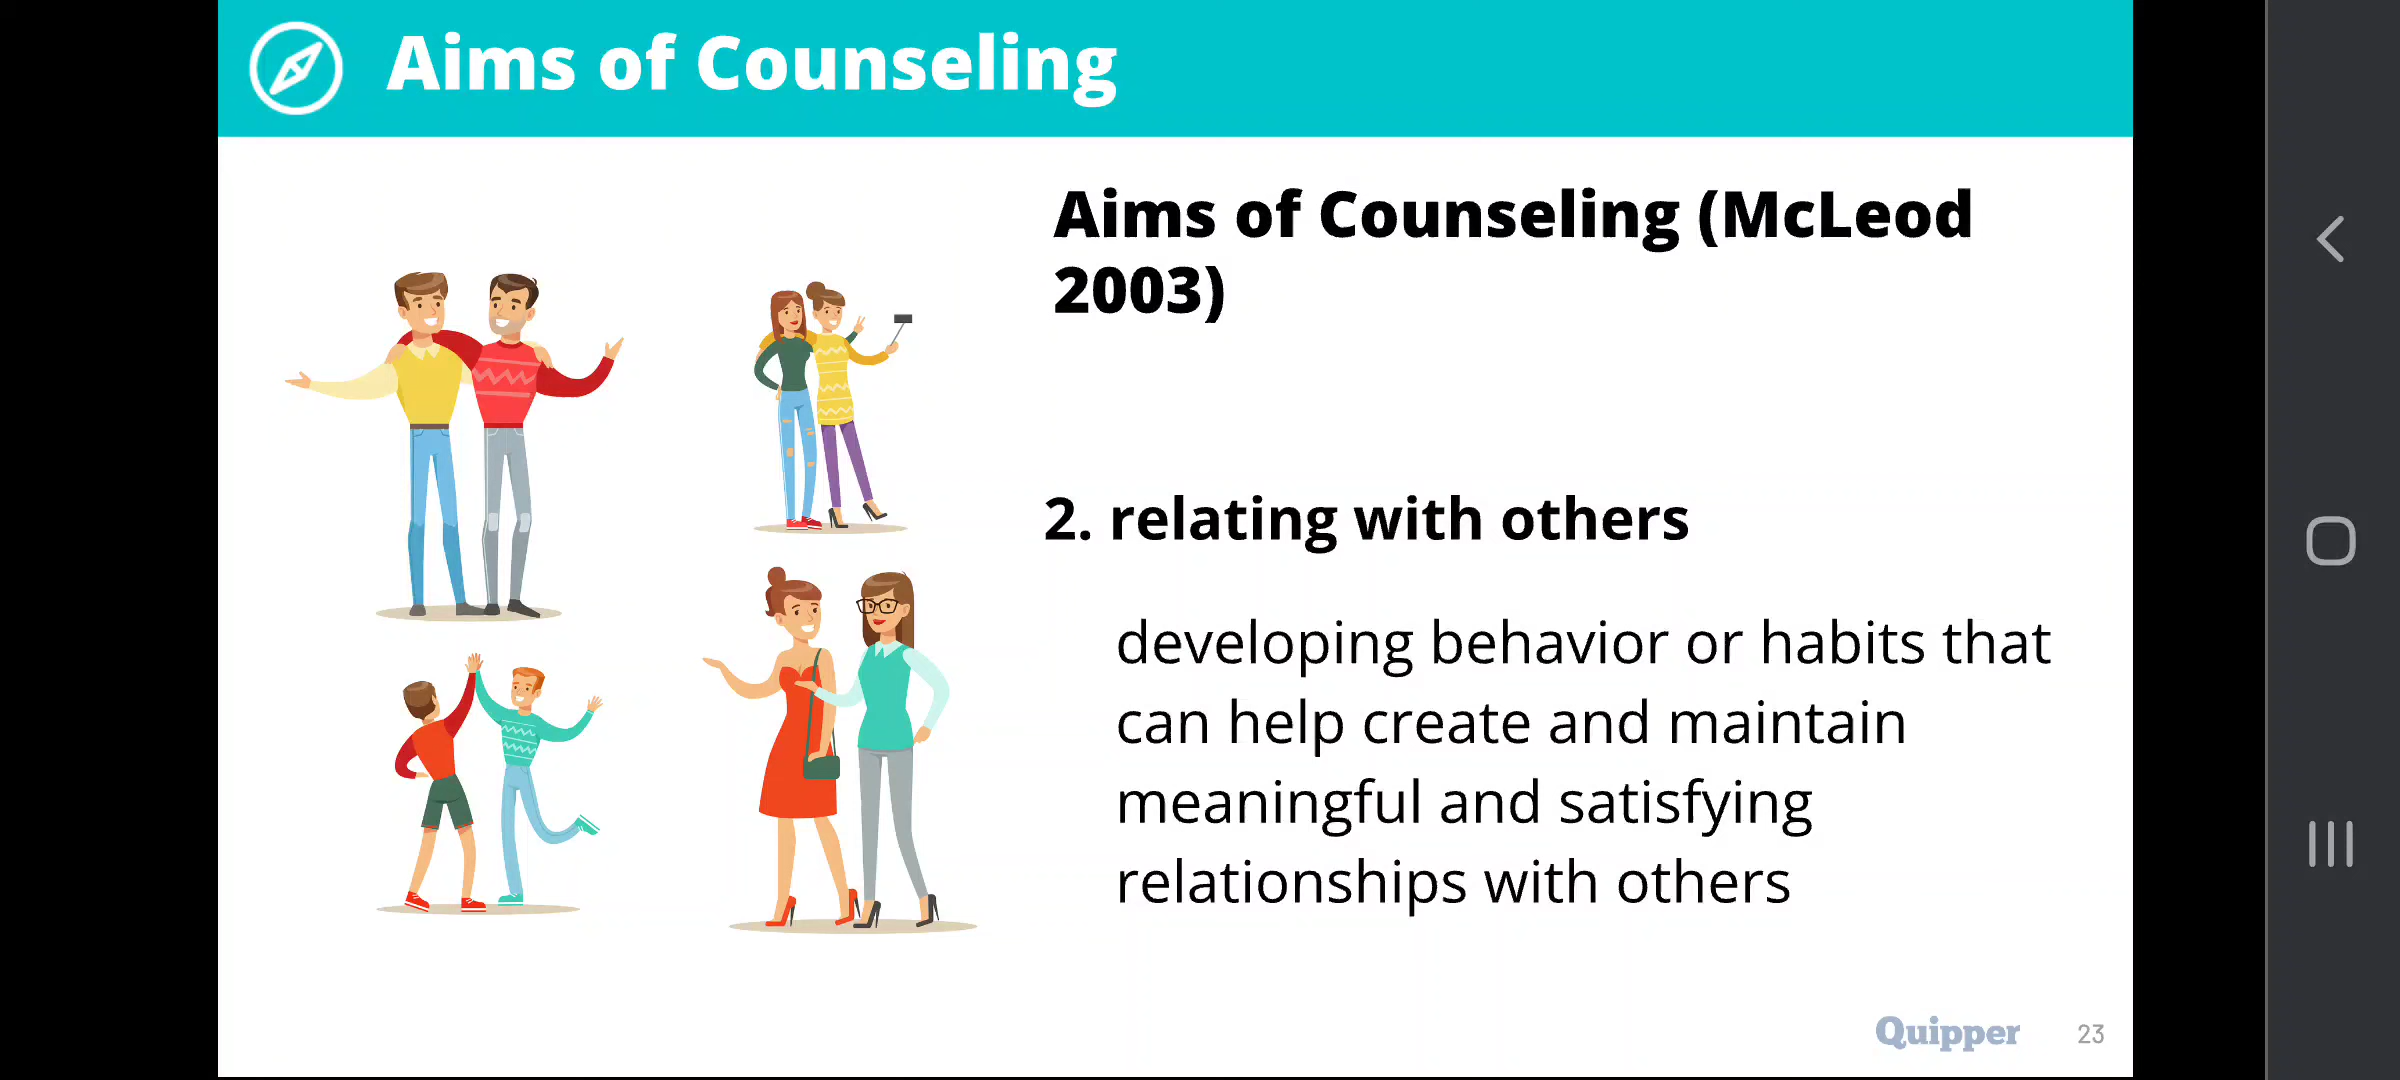 Aims of Counseling
Aims of Counseling (McLeod
2003)
2. relating with others
developing behavior or habits that
can help create and maintain
meaningful and satisfying
relationships with others
Quipper 23